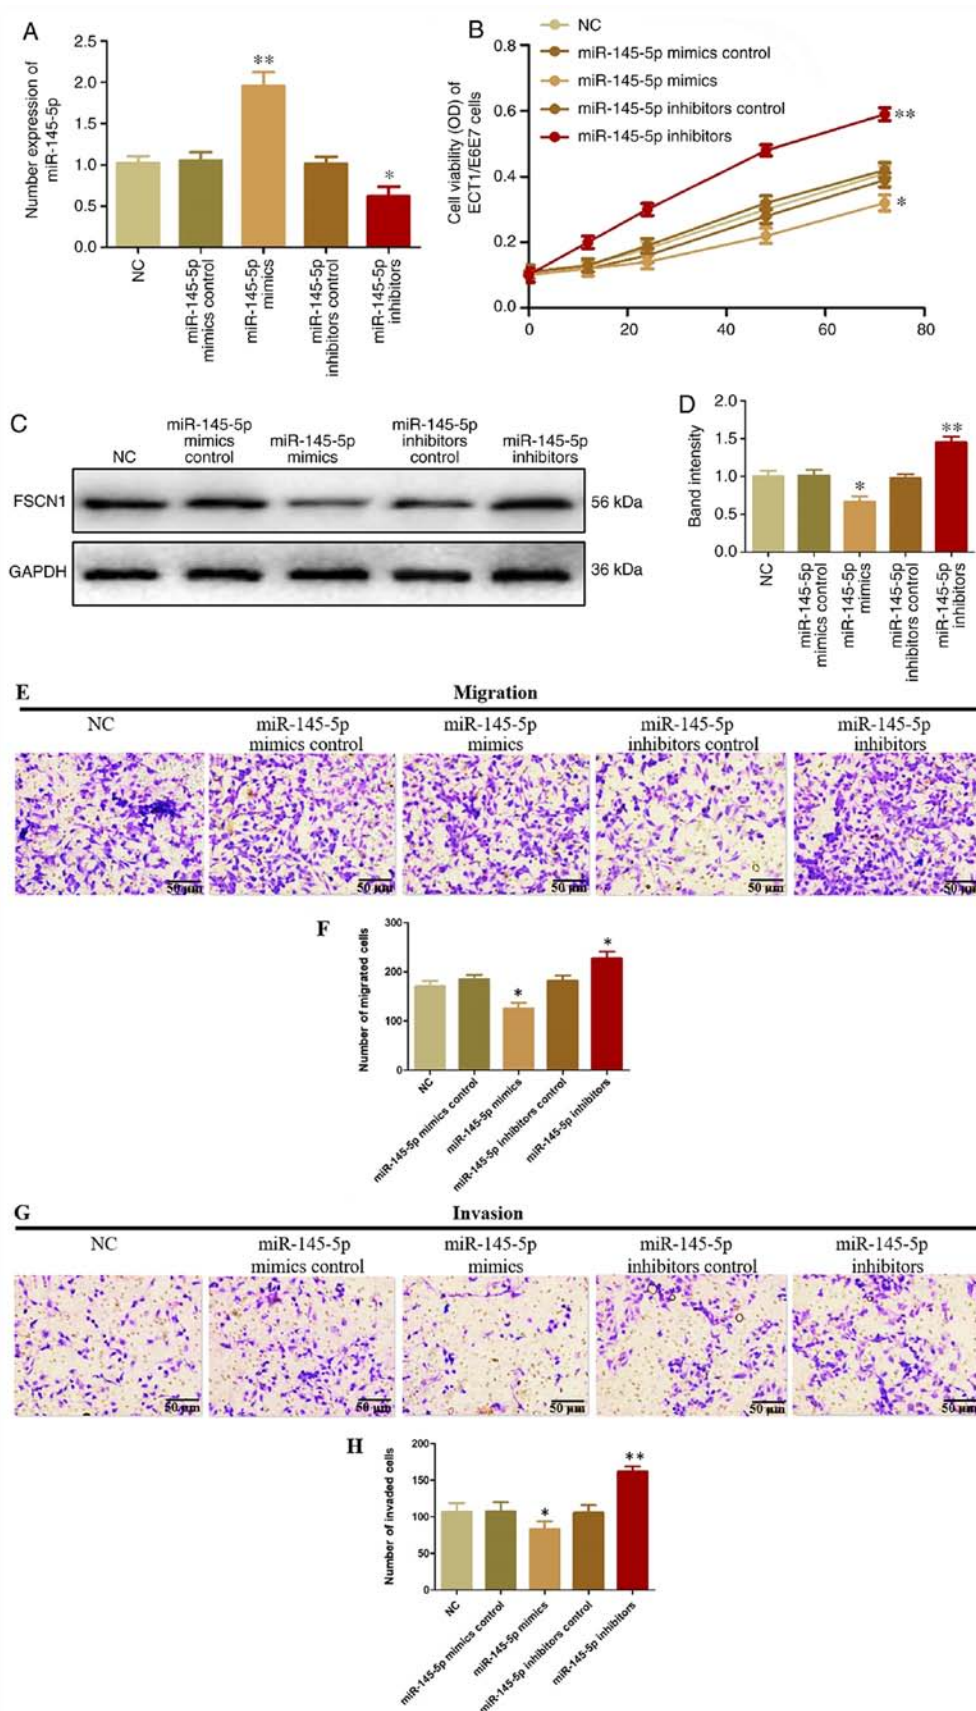 A
Number expression of
miR-145-5p
2.5
2.0
1.5
1.0
0.5
0.0
**
*
NC
miR-145-5p
mimics control
miR-145-5p
mimics
miR-145-5p
inhibitors control
miR-145-5p
inhibitors
B
NC
miR-145-5p mimics control
miR-145-5p mimics
miR-145-5p inhibitors control
miR-145-5p inhibitors
Cell viability (OD) of
ECT1/E6E7 cells
0.8
0.6
0.4
0.2
0.0
**
*
0
20
40
60
80
C
NC
miR-145-5p
mimics
control
miR-145-5p
mimics
miR-145-5p
inhibitors
control
miR-145-5p
inhibitors
FSCN1
56 kDa
GAPDH
36 kDa
D
Band intensity
2.0
1.5
1.0
0.5
0.0
*
**
NC
miR-145-5p
mimics control
miR-145-5p
mimics
miR-145-5p
inhibitors control
miR-145-5p
inhibitors
E
Migration
NC
miR-145-5p
mimics control
miR-145-5p
mimics
miR-145-5p
inhibitors control
miR-145-5p
inhibitors
50 μm
50 μm
50 μm
50 μm
50 μm
F
Number of migrated cells
300
200
100
0
*
*
NC
miR-145-5p mimics control
miR-145-5p mimics
miR-145-5p inhibitors control
miR-145-5p inhibitors
G
Invasion
NC
miR-145-5p
mimics control
miR-145-5p
mimics
miR-145-5p
inhibitors control
miR-145-5p
inhibitors
50 μm
50 μm
50 μm
50 μm
50 μm
H
Number of invaded cells
200
150
100
50
0
*
**
NC
miR-145-5p mimics control
miR-145-5p mimics
miR-145-5p inhibitors control
miR-145-5p inhibitors